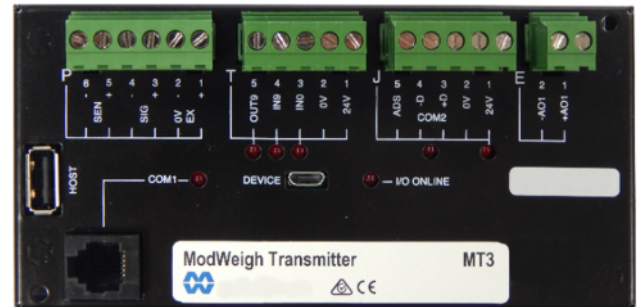 P T J E
6 5 4 3 2 1 5 4 3 2 1 5 4 3 2 1 2 1
- + - + - +
SEN SIG 0V EX OUT9 IN9 IN0 0V 24V ADS -D +D 0V 24V -AO1 +AO1
COM2
HOST COM1 DEVICE I/O ONLINE
ModWeigh Transmitter MT3
CE